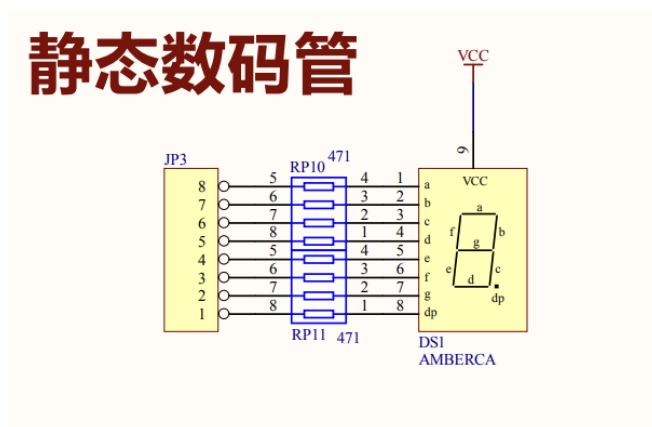 静态数码管
VCC
9
JP3
RP10 471
8 5 4 1 a VCC
7 6 3 2 b a
6 7 2 3 c f b
5 8 1 4 d g
4 5 4 5 e e c
3 6 3 6 f d
2 7 2 7 g dp
1 8 1 8 dp
RP11 471
DS1
AMBERCA